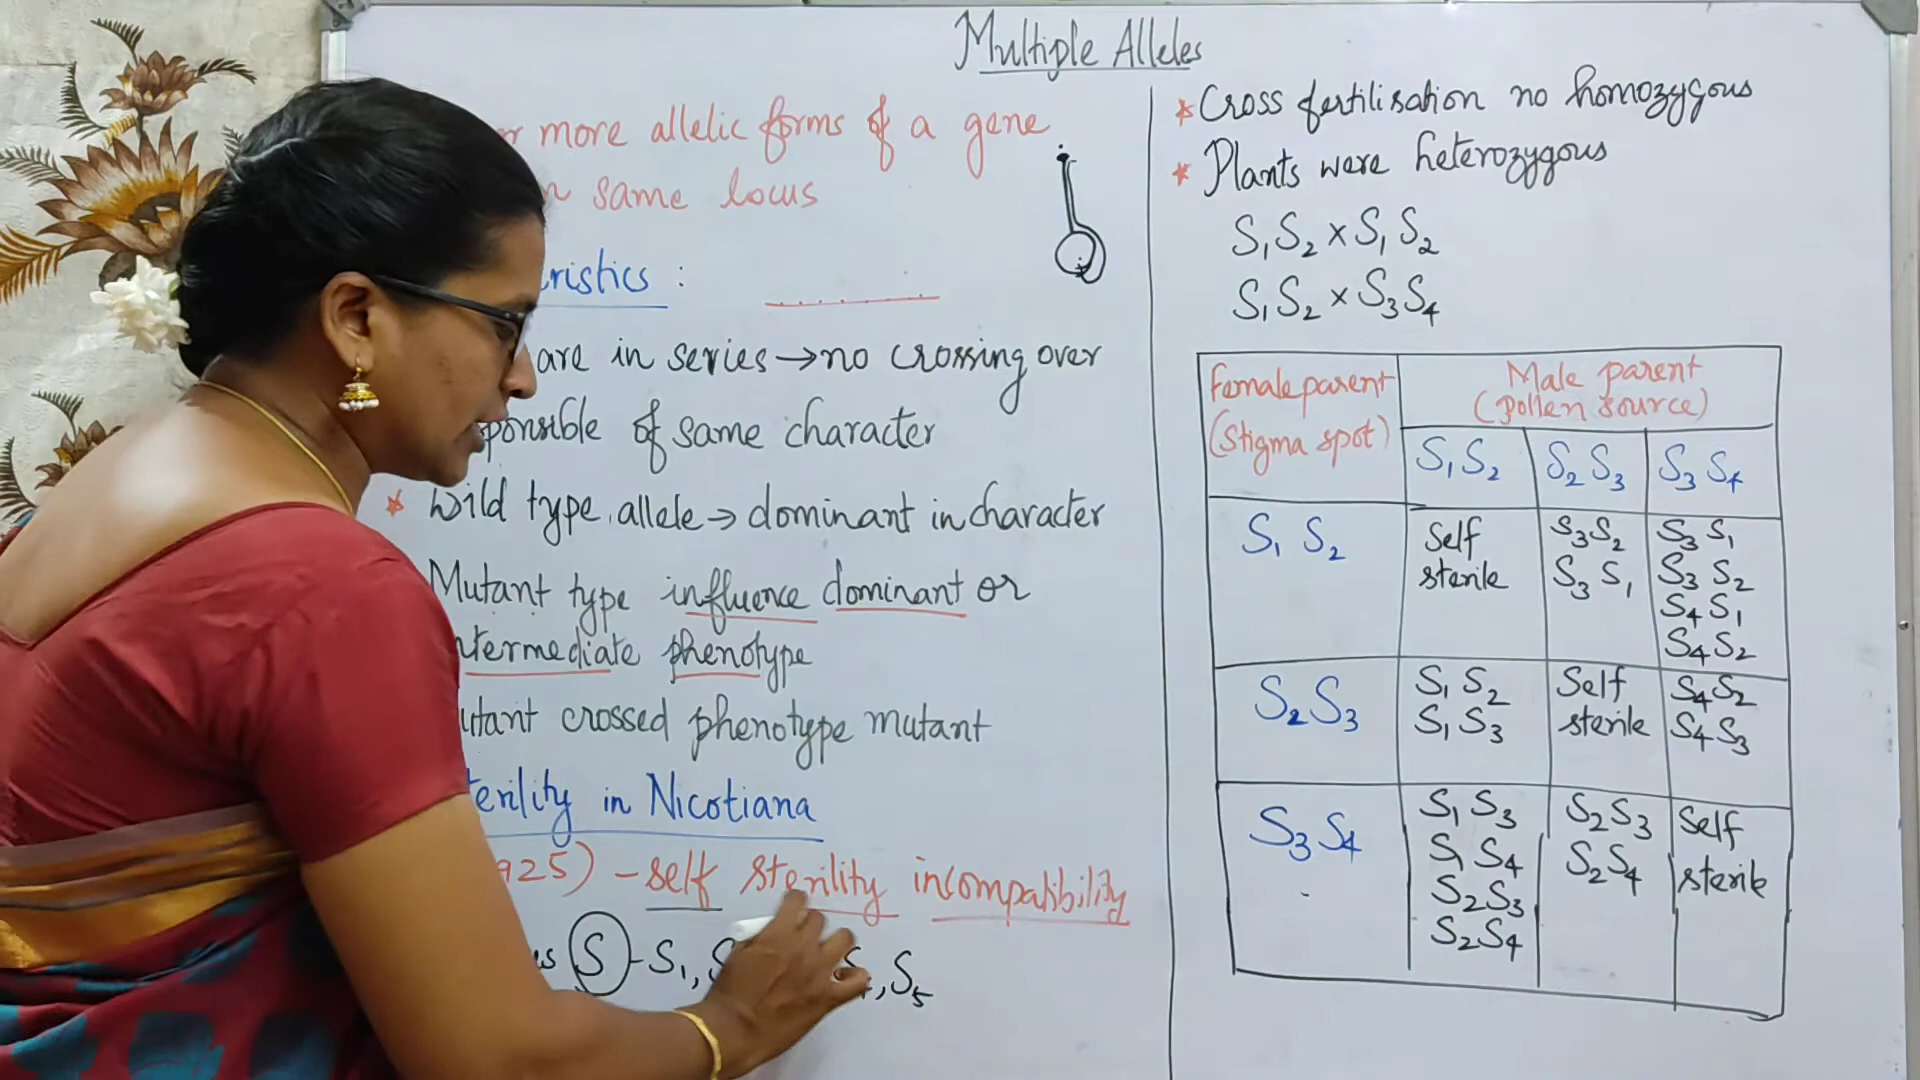 Multiple Alleles
more allelic forms of a gene
same locus
ristics :
are in series → no crossing over
ponsible of same character
* Wild type allele → dominant in character
Mutant type influence dominant or
ntermediate phenotype
utant crossed phenotype mutant
terility in Nicotiana
925) - self sterility incompatibility
S - S1, S5
* Cross fertilisation no homozygous
* Plants were heterozygous
S1S2 x S1S2
S1S2 x S3S4
Female parent (Stigma spot)
Male parent
(pollen source)
S1S2 S2S3 S3S4
S1 S2
Self sterile
S3S2
S3S1
S3S1
S3S2
S4S1
S4S2
S2S3
S1S2
S1S3
Self sterile
S4S2
S4S3
S3S4
S1S3
S1S4
S2S3
S2S4
S2S3
S2S4
Self sterile